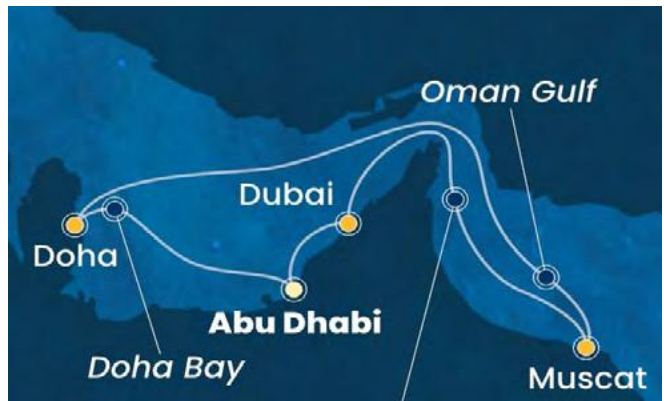 Oman Gulf
Dubai
Doha
Abu Dhabi
Doha Bay
Muscat